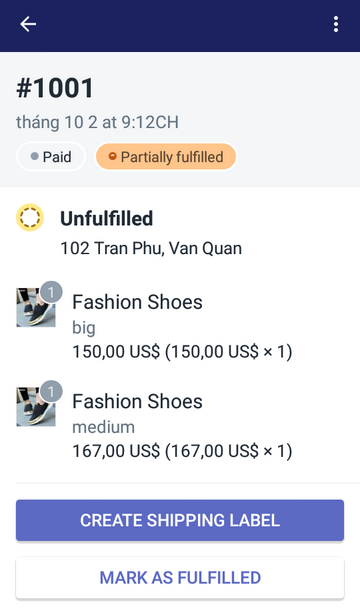 #1001
tháng 10 2 at 9:12CH
Paid
Partially fulfilled
Unfulfilled
102 Tran Phu, Van Quan
1
Fashion Shoes
big
150,00 US$ (150,00 US$ × 1)
1
Fashion Shoes
medium
167,00 US$ (167,00 US$ × 1)
CREATE SHIPPING LABEL
MARK AS FULFILLED